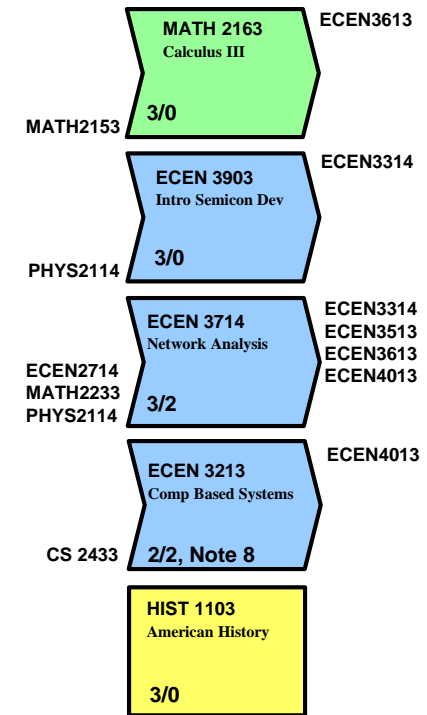 MATH 2163
Calculus III
3/0
MATH2153
ECEN3613
ECEN 3903
Intro Semicon Dev
3/0
PHYS2114
ECEN3314
ECEN 3714
Network Analysis
3/2
ECEN2714
MATH2233
PHYS2114
ECEN3314
ECEN3513
ECEN3613
ECEN4013
ECEN 3213
Comp Based Systems
2/2, Note 8
CS 2433
ECEN4013
HIST 1103
American History
3/0